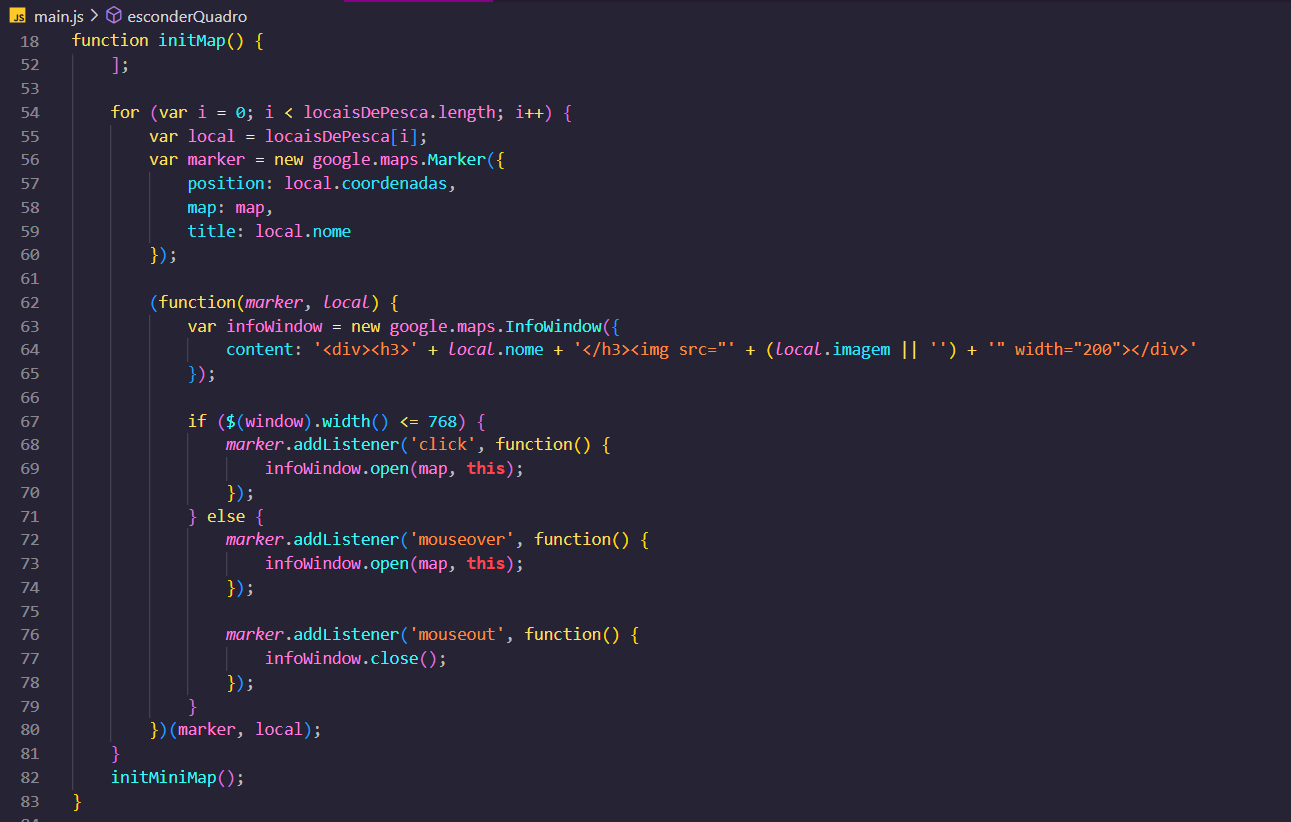 JS main.js > esconderQuadro
18 function initMap() {
52     ];
53
54     for (var i = 0; i < locaisDePesca.length; i++) {
55         var local = locaisDePesca[i];
56         var marker = new google.maps.Marker({
57             position: local.coordenadas,
58             map: map,
59             title: local.nome
60         });
61
62         (function(marker, local) {
63             var infoWindow = new google.maps.InfoWindow({
64                 content: '<div><h3>' + local.nome + '</h3><img src="' + (local.imagem || '') + '" width="200"></div>'
65             });
66
67             if ($(window).width() <= 768) {
68                 marker.addListener('click', function() {
69                     infoWindow.open(map, this);
70                 });
71             } else {
72                 marker.addListener('mouseover', function() {
73                     infoWindow.open(map, this);
74                 });
75
76                 marker.addListener('mouseout', function() {
77                     infoWindow.close();
78                 });
79             }
80         })(marker, local);
81     }
82     initMiniMap();
83 }